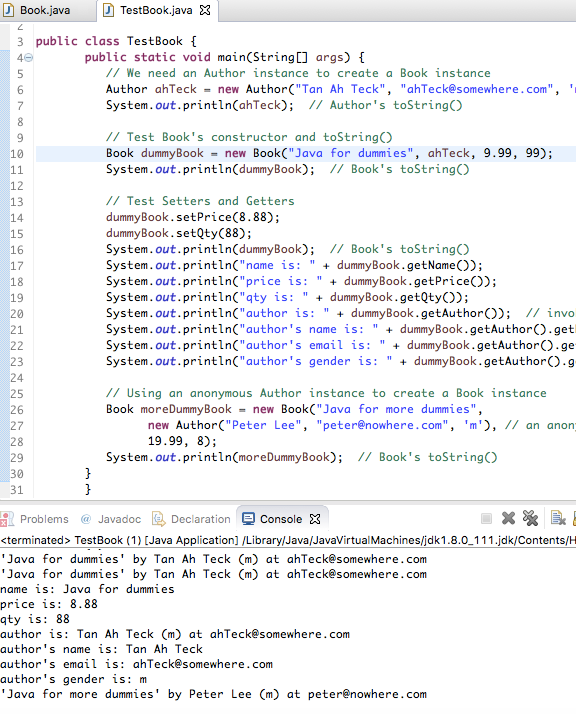 Book.java TestBook.java
2
3 public class TestBook {
4 public static void main(String[] args) {
5 // We need an Author instance to create a Book instance
6 Author ahTeck = new Author("Tan Ah Teck", "ahTeck@somewhere.com", '
7 System.out.println(ahTeck); // Author's toString()
8
9 // Test Book's constructor and toString()
10 Book dummyBook = new Book("Java for dummies", ahTeck, 9.99, 99);
11 System.out.println(dummyBook); // Book's toString()
12
13 // Test Setters and Getters
14 dummyBook.setPrice(8.88);
15 dummyBook.setQty(88);
16 System.out.println(dummyBook); // Book's toString()
17 System.out.println("name is: " + dummyBook.getName());
18 System.out.println("price is: " + dummyBook.getPrice());
19 System.out.println("qty is: " + dummyBook.getQty());
20 System.out.println("author is: " + dummyBook.getAuthor()); // invo
21 System.out.println("author's name is: " + dummyBook.getAuthor().get
22 System.out.println("author's email is: " + dummyBook.getAuthor().ge
23 System.out.println("author's gender is: " + dummyBook.getAuthor().g
24
25 // Using an anonymous Author instance to create a Book instance
26 Book moreDummyBook = new Book("Java for more dummies",
27 new Author("Peter Lee", "peter@nowhere.com", 'm'), // an anon
28 19.99, 8);
29 System.out.println(moreDummyBook); // Book's toString()
30 }
31 }
Problems @ Javadoc Declaration Console
<terminated> TestBook (1) [Java Application] /Library/Java/JavaVirtualMachines/jdk1.8.0_111.jdk/Contents/H
'Java for dummies' by Tan Ah Teck (m) at ahTeck@somewhere.com
'Java for dummies' by Tan Ah Teck (m) at ahTeck@somewhere.com
name is: Java for dummies
price is: 8.88
qty is: 88
author is: Tan Ah Teck (m) at ahTeck@somewhere.com
author's name is: Tan Ah Teck
author's email is: ahTeck@somewhere.com
author's gender is: m
'Java for more dummies' by Peter Lee (m) at peter@nowhere.com